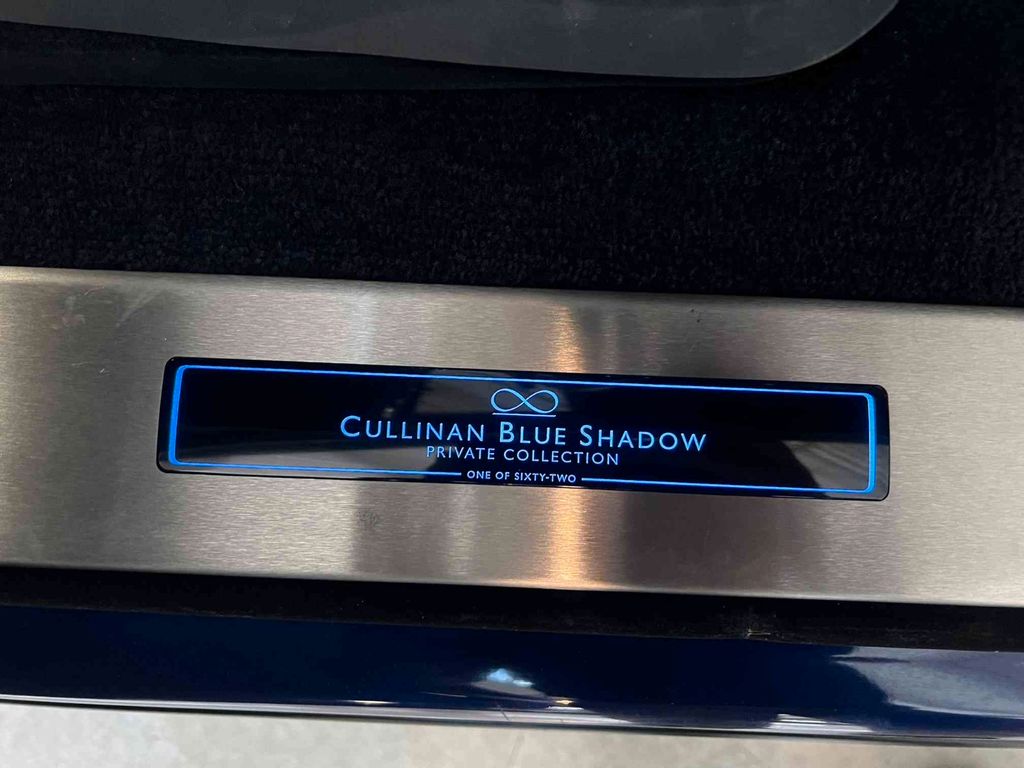 Cullinan Blue Shadow
PRIVATE COLLECTION
ONE OF SIXTY-TWO